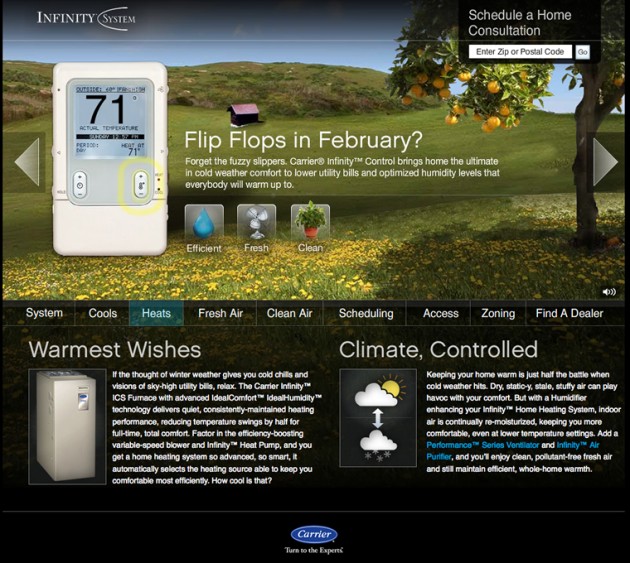 INFINITY SYSTEM
Schedule a Home
Consultation
Enter Zip or Postal Code Go
71°
ACTUAL TEMPERATURE
PERIOD: HEAT AT
DAY 71°
Flip Flops in February?
Forget the fuzzy slippers. Carrier® Infinity™ Control brings home the ultimate
in cold weather comfort to lower utility bills and optimized humidity levels that
everybody will warm up to.
Efficient Fresh Clean
System Cools Heats Fresh Air Clean Air Scheduling Access Zoning Find A Dealer
Warmest Wishes
If the thought of winter weather gives you cold chills and
visions of sky-high utility bills, relax. The Carrier Infinity™
ICS Furnace with advanced IdealComfort™ IdealHumidity™
technology delivers quiet, consistently-maintained heating
performance, reducing temperature swings by half for
full-time, total comfort. Factor in the efficiency-boosting
variable-speed blower and Infinity™ Heat Pump, and you
get a home heating system so advanced, so smart, it
automatically selects the heating source able to keep you
comfortable most efficiently. How cool is that?
Climate, Controlled
Keeping your home warm is just half the battle when
cold weather hits. Dry, static-y, stale, stuffy air can play
havoc with your comfort. But with a Humidifier
enhancing your Infinity™ Home Heating System, indoor
air is continually re-moisturized, keeping you more
comfortable, even at lower temperature settings. Add a
Performance™ Series Ventilator and Infinity™ Air
Purifier, and you'll enjoy clean, pollutant-free fresh air
and still maintain efficient, whole-home warmth.
Carrier
Turn to the Experts